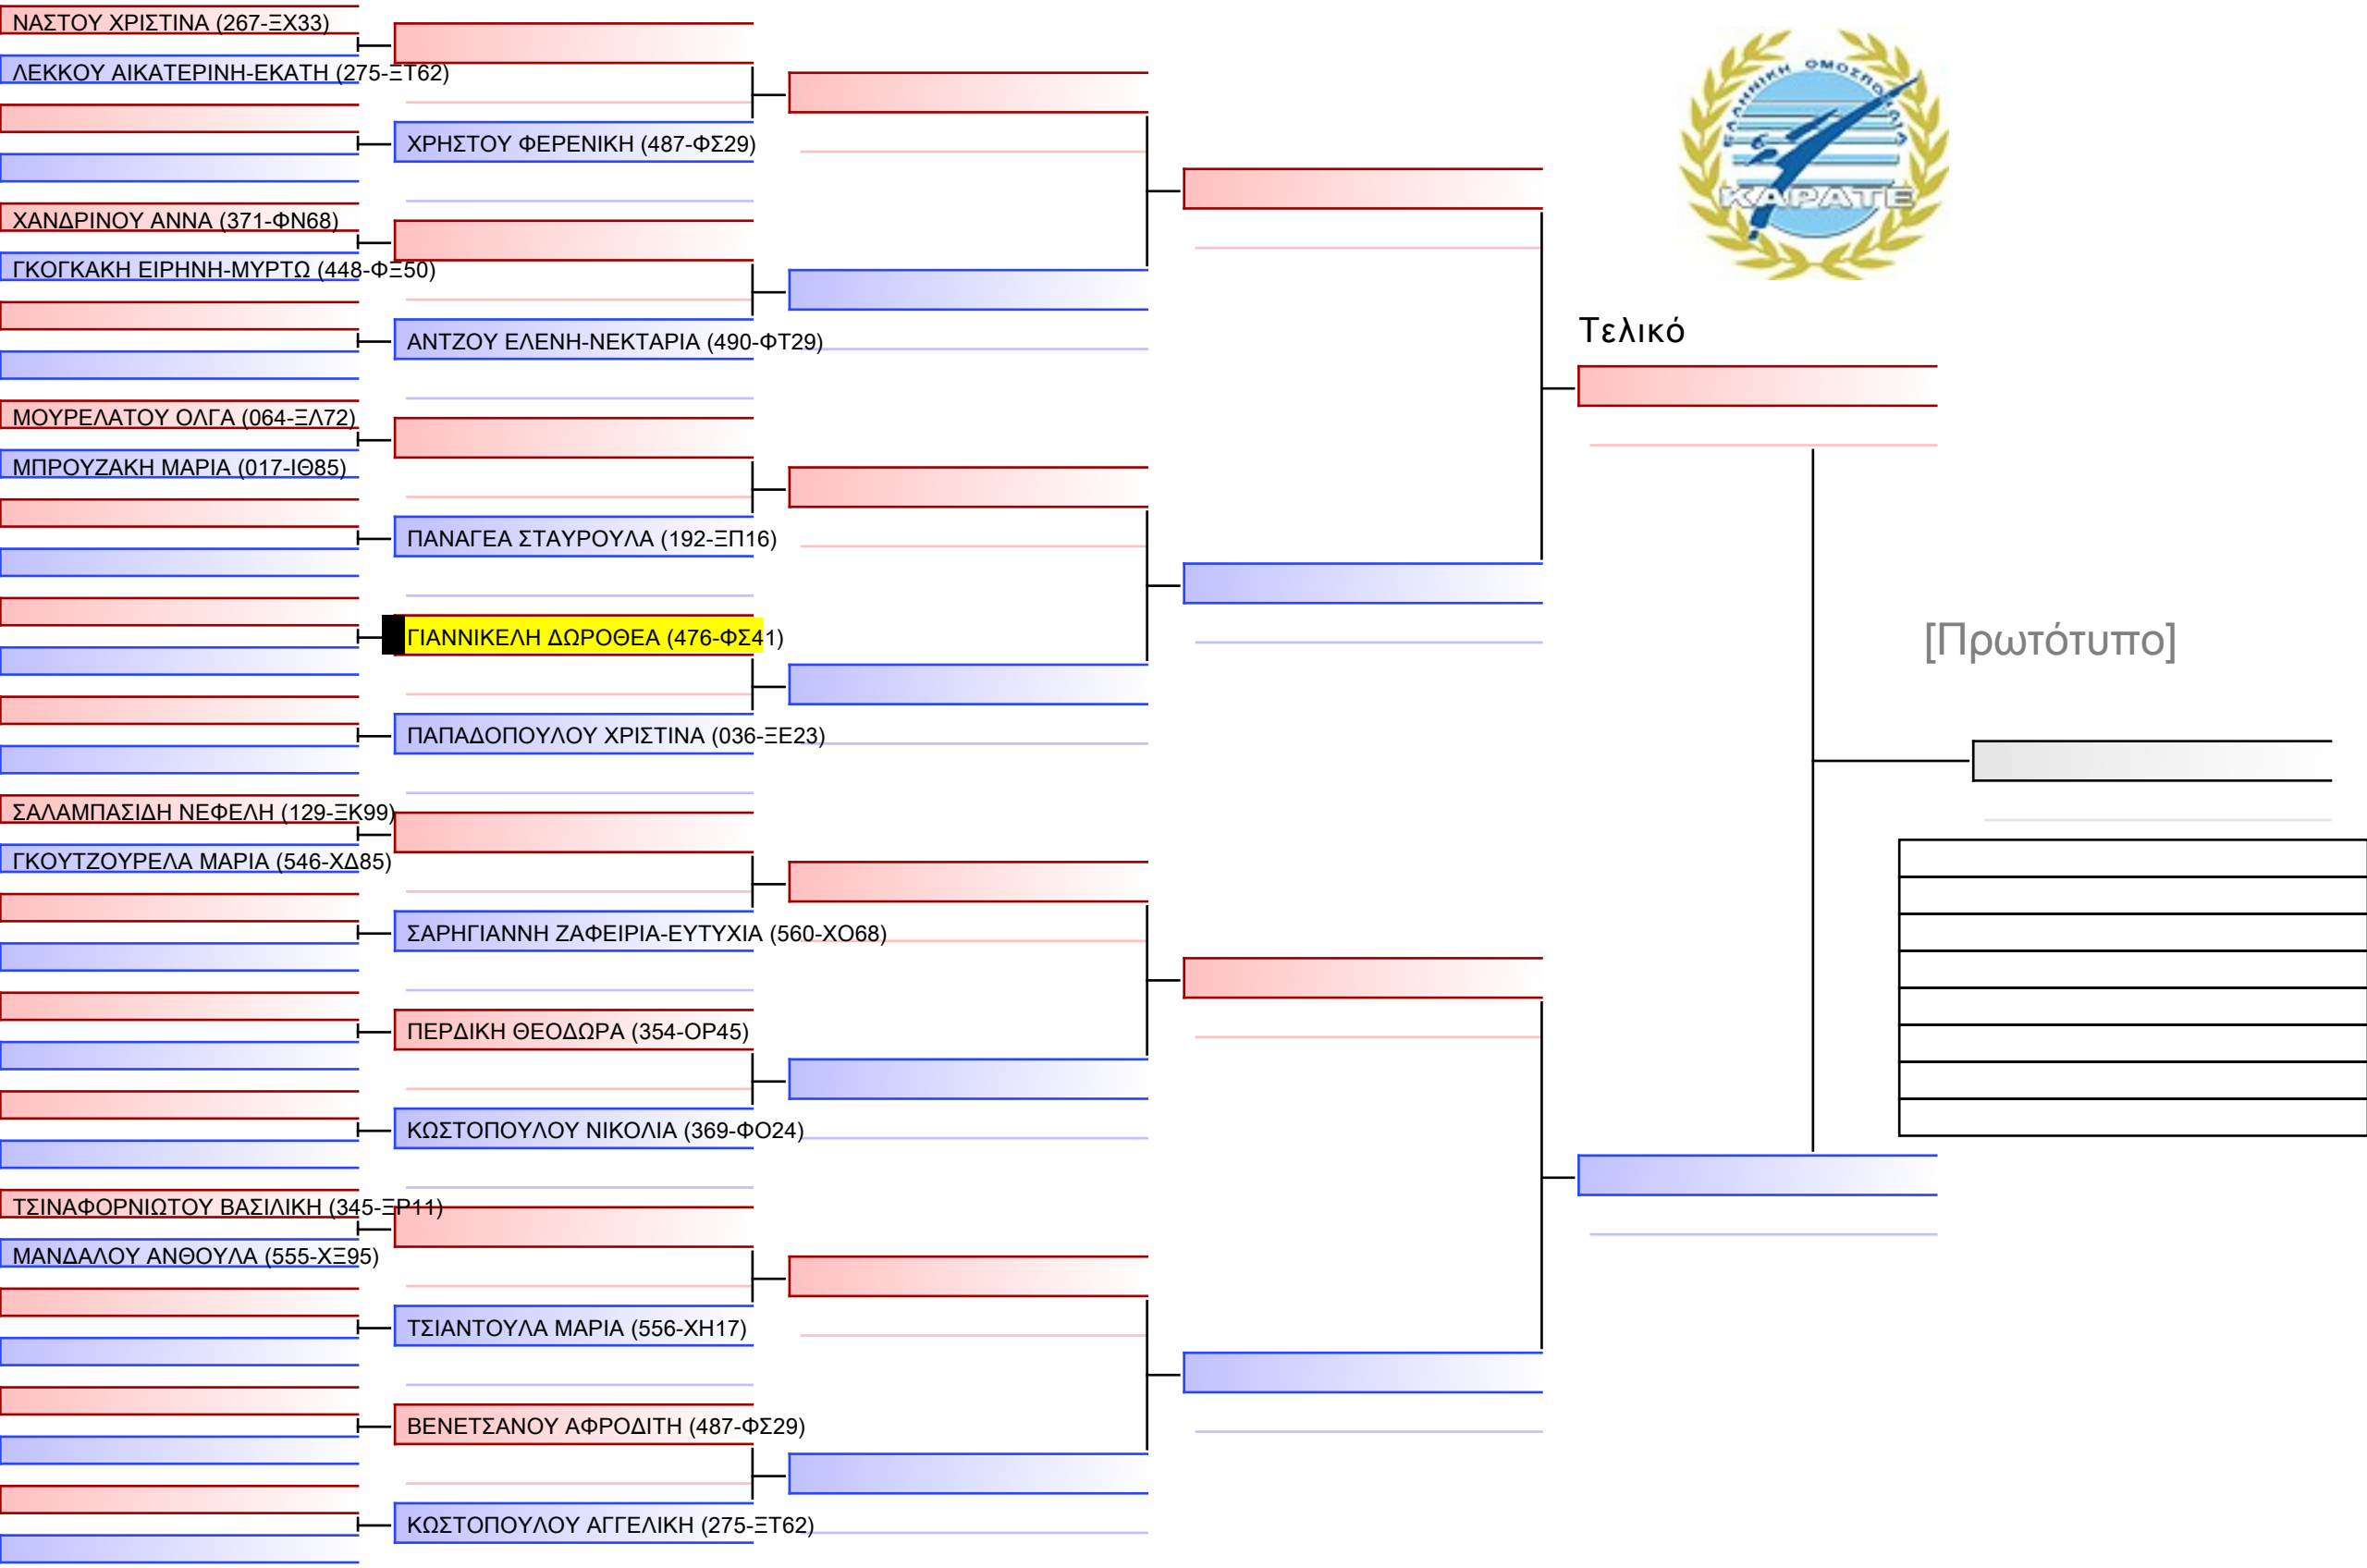 ΝΑΣΤΟΥ ΧΡΙΣΤΙΝΑ (267-ΞΧ33)
ΛΕΚΚΟΥ ΑΙΚΑΤΕΡΙΝΗ-ΕΚΑΤΗ (275-ΞΤ62)
ΧΡΗΣΤΟΥ ΦΕΡΕΝΙΚΗ (487-ΦΣ29)
ΧΑΝΔΡΙΝΟΥ ΑΝΝΑ (371-ΦΝ68)
ΓΚΟΓΚΑΚΗ ΕΙΡΗΝΗ-ΜΥΡΤΩ (448-ΦΞ50)
ΑΝΤΖΟΥ ΕΛΕΝΗ-ΝΕΚΤΑΡΙΑ (490-ΦΤ29)
ΜΟΥΡΕΛΑΤΟΥ ΟΛΓΑ (064-ΞΛ72)
ΜΠΡΟΥΖΑΚΗ ΜΑΡΙΑ (017-ΙΘ85)
ΠΑΝΑΓΕΑ ΣΤΑΥΡΟΥΛΑ (192-ΞΠ16)
ΓΙΑΝΝΙΚΕΛΗ ΔΩΡΟΘΕΑ (476-ΦΣ41)
ΠΑΠΑΔΟΠΟΥΛΟΥ ΧΡΙΣΤΙΝΑ (036-ΞΕ23)
ΣΑΛΑΜΠΑΣΙΔΗ ΝΕΦΕΛΗ (129-ΞΚ99)
ΓΚΟΥΤΖΟΥΡΕΛΑ ΜΑΡΙΑ (546-ΧΔ85)
ΣΑΡΗΓΙΑΝΝΗ ΖΑΦΕΙΡΙΑ-ΕΥΤΥΧΙΑ (560-ΧΟ68)
ΠΕΡΔΙΚΗ ΘΕΟΔΩΡΑ (354-ΟΡ45)
ΚΩΣΤΟΠΟΥΛΟΥ ΝΙΚΟΛΙΑ (369-ΦΟ24)
ΤΣΙΝΑΦΟΡΝΙΩΤΟΥ ΒΑΣΙΛΙΚΗ (345-ΞΡ11)
ΜΑΝΔΑΛΟΥ ΑΝΘΟΥΛΑ (555-ΧΞ95)
ΤΣΙΑΝΤΟΥΛΑ ΜΑΡΙΑ (556-ΧΗ17)
ΒΕΝΕΤΣΑΝΟΥ ΑΦΡΟΔΙΤΗ (487-ΦΣ29)
ΚΩΣΤΟΠΟΥΛΟΥ ΑΓΓΕΛΙΚΗ (275-ΞΤ62)
ΕΛΛΗΝΙΚΗ ΟΜΟΣΠΟΝΔΙΑ
ΚΑΡΑΤΕ
Τελικό
[Πρωτότυπο]